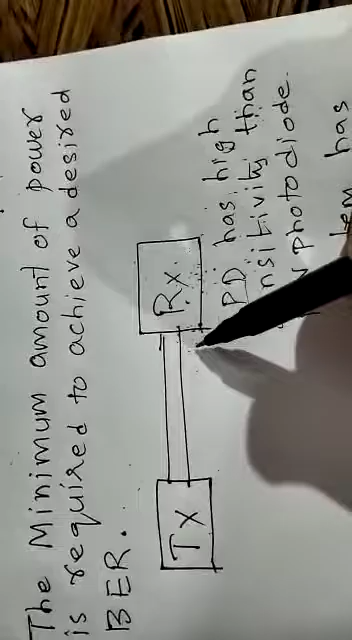 The Minimum amount of power
is required to achieve a desired
BER.
Tx
Rx
PD has high
than
photodiode.
has